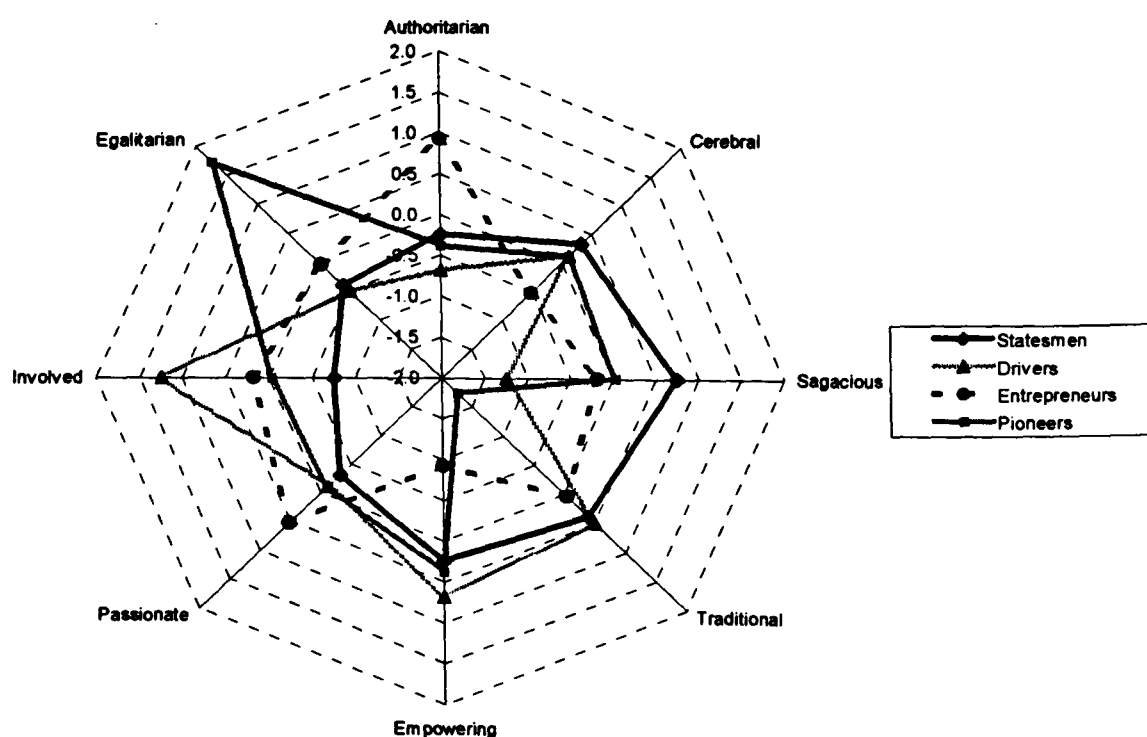 Authoritarian
2.0
1.5
1.0
0.5
0.0
-0.5
-1.0
-1.5
-2.0
Cerebral
Sagacious
Traditional
Empowering
Passionate
Involved
Egalitarian
Statesmen
Drivers
Entrepreneurs
Pioneers